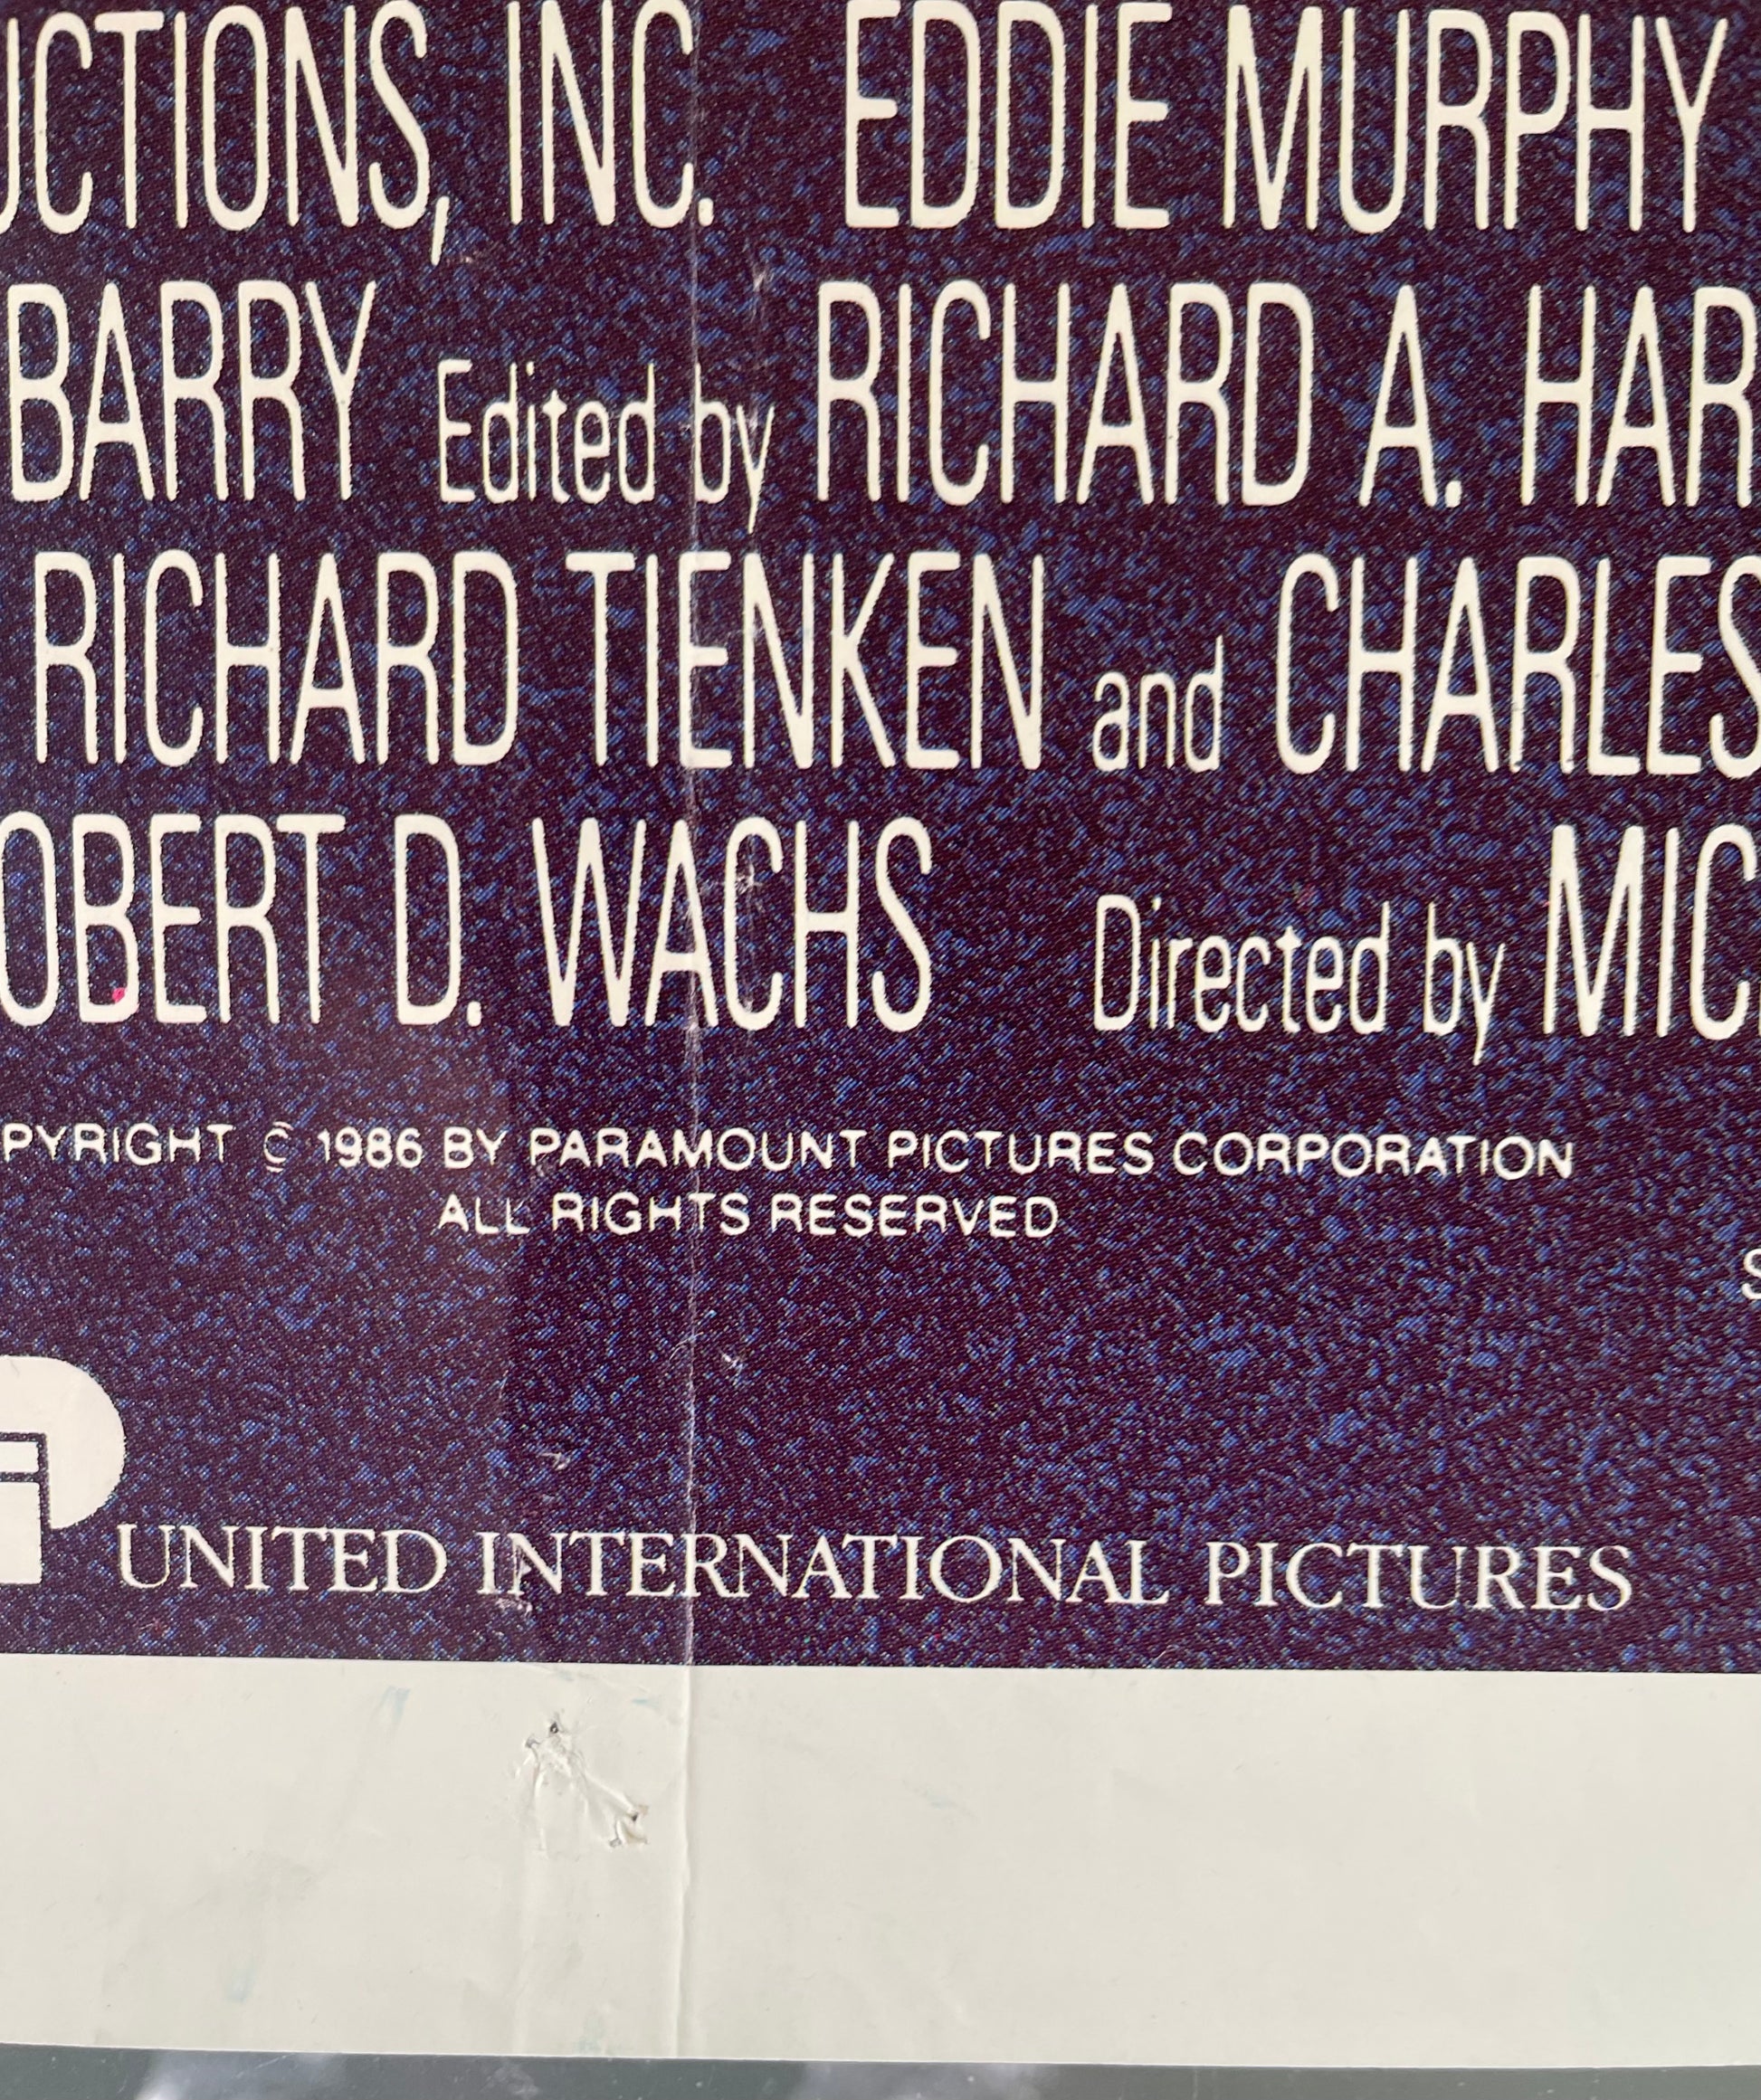 UCTIONS, INC. EDDIE MURPHY
BARRY Edited by RICHARD A. HAR
RICHARD TIENKEN and CHARLES
OBERT D. WACHS Directed by MIC
PYRIGHT © 1986 BY PARAMOUNT PICTURES CORPORATION
ALL RIGHTS RESERVED
S
UNITED INTERNATIONAL PICTURES